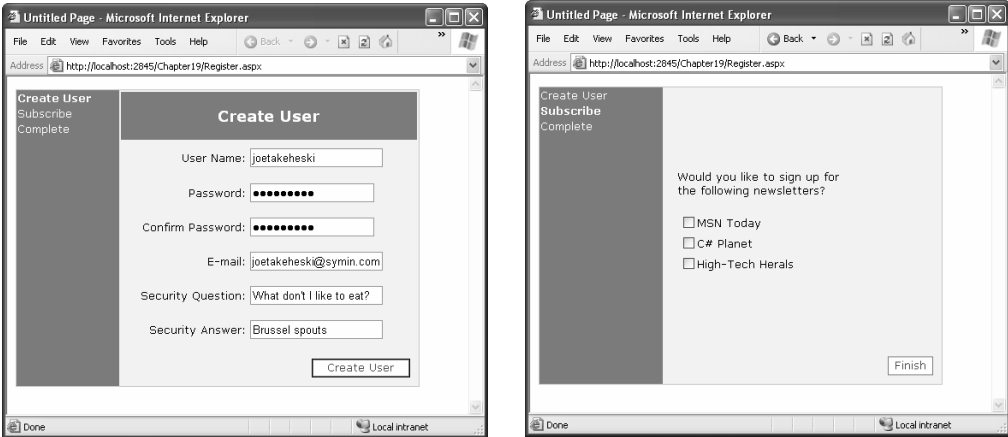 Untitled Page - Microsoft Internet Explorer
File Edit View Favorites Tools Help Back »
Address http://localhost:2845/Chapter19/Register.aspx
Create User
Subscribe
Complete
Create User
User Name: joetakeheski
Password: •••••••••
Confirm Password: •••••••••
E-mail: joetakeheski@symin.com
Security Question: What don't I like to eat?
Security Answer: Brussel spouts
Create User
Done Local intranet
Untitled Page - Microsoft Internet Explorer
File Edit View Favorites Tools Help Back »
Address http://localhost:2845/Chapter19/Register.aspx
Create User
Subscribe
Complete
Would you like to sign up for
the following newsletters?
MSN Today
C# Planet
High-Tech Herals
Finish
Done Local intranet